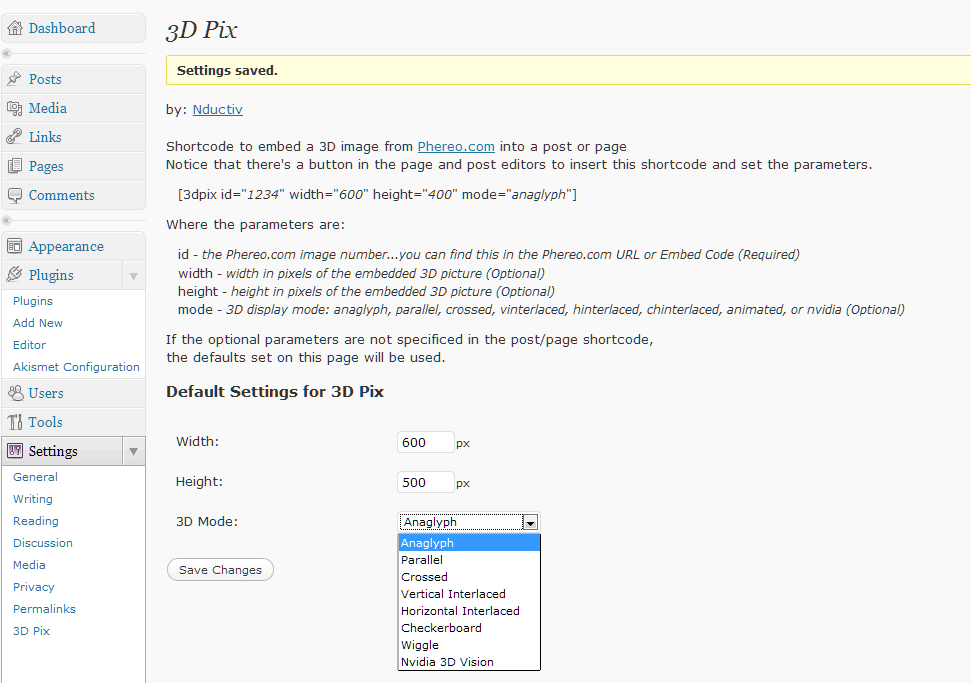 Dashboard
Posts
Media
Links
Pages
Comments
Appearance
Plugins
Plugins
Add New
Editor
Akismet Configuration
Users
Tools
Settings
General
Writing
Reading
Discussion
Media
Privacy
Permalinks
3D Pix
3D Pix
Settings saved.
by: Nductiv
Shortcode to embed a 3D image from Phereo.com into a post or page
Notice that there's a button in the page and post editors to insert this shortcode and set the parameters.
[3dpix id="1234" width="600" height="400" mode="anaglyph"]
Where the parameters are:
id - the Phereo.com image number...you can find this in the Phereo.com URL or Embed Code (Required)
width - width in pixels of the embedded 3D picture (Optional)
height - height in pixels of the embedded 3D picture (Optional)
mode - 3D display mode: anaglyph, parallel, crossed, vinterlaced, hinterlaced, chinterlaced, animated, or nvidia (Optional)
If the optional parameters are not specificed in the post/page shortcode,
the defaults set on this page will be used.
Default Settings for 3D Pix
Width: 600 px
Height: 500 px
3D Mode: Anaglyph
Anaglyph
Parallel
Crossed
Vertical Interlaced
Horizontal Interlaced
Checkerboard
Wiggle
Nvidia 3D Vision
Save Changes